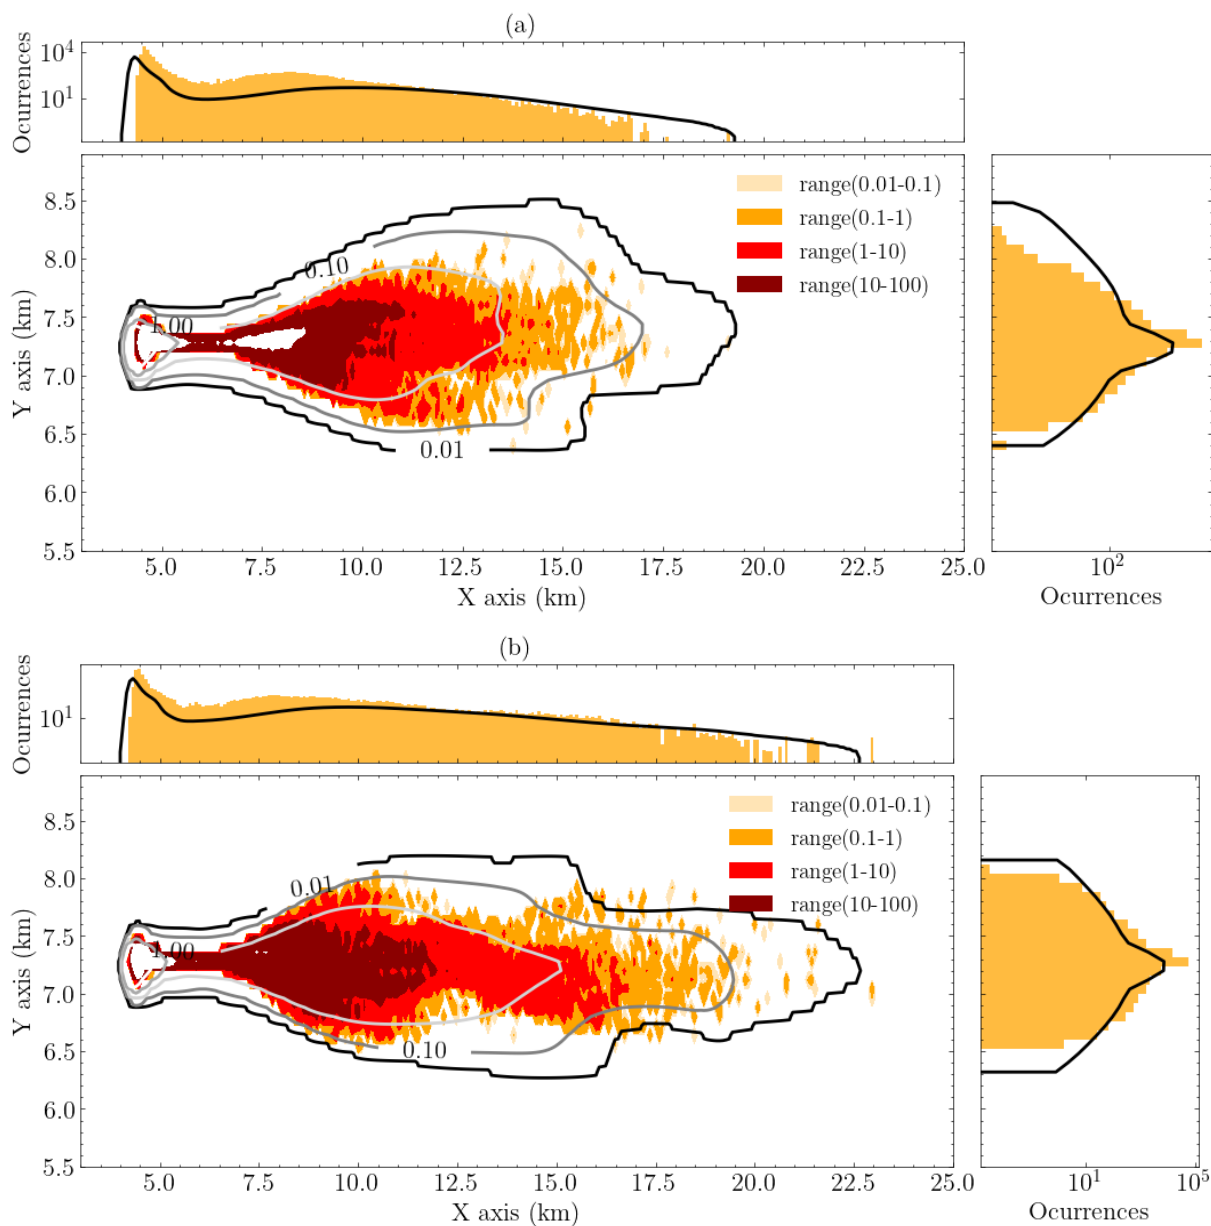 (a)
Ocurrences
10⁴
10¹
Y axis (km)
8.5
8.0
7.5
7.0
6.5
6.0
5.5
range(0.01-0.1)
range(0.1-1)
range(1-10)
range(10-100)
0.10
1.00
0.01
5.0 7.5 10.0 12.5 15.0 17.5 20.0 22.5 25.0
X axis (km)
10²
Ocurrences
(b)
Ocurrences
10¹
Y axis (km)
8.5
8.0
7.5
7.0
6.5
6.0
5.5
range(0.01-0.1)
range(0.1-1)
range(1-10)
range(10-100)
0.01
1.00
0.10
5.0 7.5 10.0 12.5 15.0 17.5 20.0 22.5 25.0
X axis (km)
10¹ 10⁵
Ocurrences